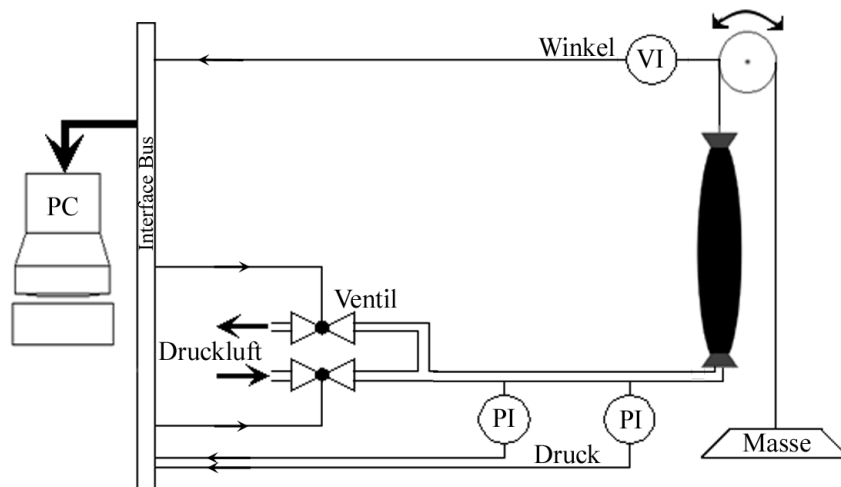 Winkel
VI
Interface Bus
PC
Ventil
Druckluft
PI
PI
Druck
Masse